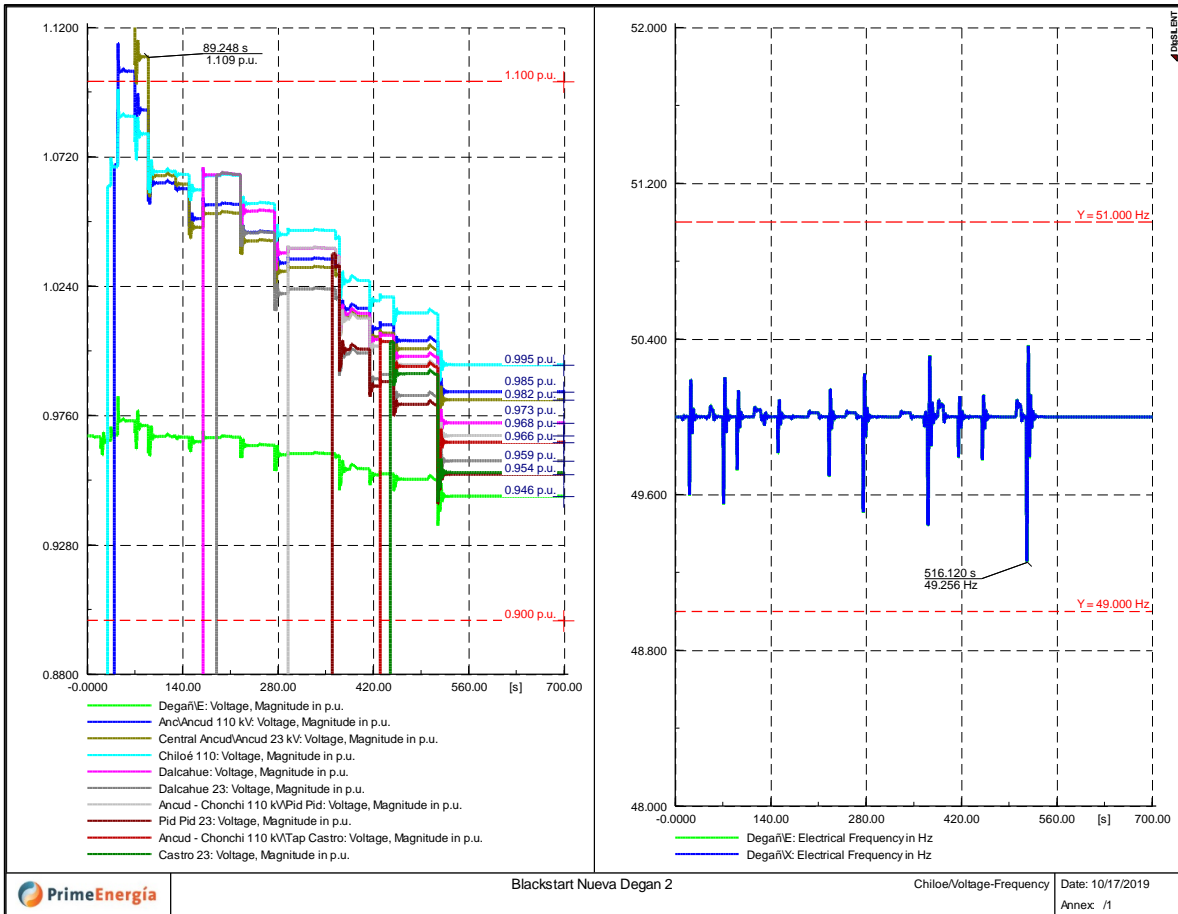 1.1200
1.0720
1.0240
0.9760
0.9280
0.8800
-0.0000
140.00
280.00
420.00
560.00
[s]
700.00
89.248 s
1.109 p.u.
1.100 p.u.
0.995 p.u.
0.985 p.u.
0.982 p.u.
0.973 p.u.
0.968 p.u.
0.966 p.u.
0.959 p.u.
0.954 p.u.
0.946 p.u.
0.900 p.u.
Degañ\E: Voltage, Magnitude in p.u.
Anc\Ancud 110 kV: Voltage, Magnitude in p.u.
Central Ancud\Ancud 23 kV: Voltage, Magnitude in p.u.
Chiloé 110: Voltage, Magnitude in p.u.
Dalcahue: Voltage, Magnitude in p.u.
Dalcahue 23: Voltage, Magnitude in p.u.
Ancud - Chonchi 110 kV\Pid Pid: Voltage, Magnitude in p.u.
Pid Pid 23: Voltage, Magnitude in p.u.
Ancud - Chonchi 110 kV\Tap Castro: Voltage, Magnitude in p.u.
Castro 23: Voltage, Magnitude in p.u.
52.000
51.200
50.400
49.600
48.800
48.000
-0.0000
140.00
280.00
420.00
560.00
[s]
700.00
Y = 51.000 Hz
516.120 s
49.256 Hz
Y = 49.000 Hz
Degañ\E: Electrical Frequency in Hz
Degañ\X: Electrical Frequency in Hz
DIgSILENT
PrimeEnergía
Blackstart Nueva Degan 2
Chiloe/Voltage-Frequency
Date: 10/17/2019
Annex: /1